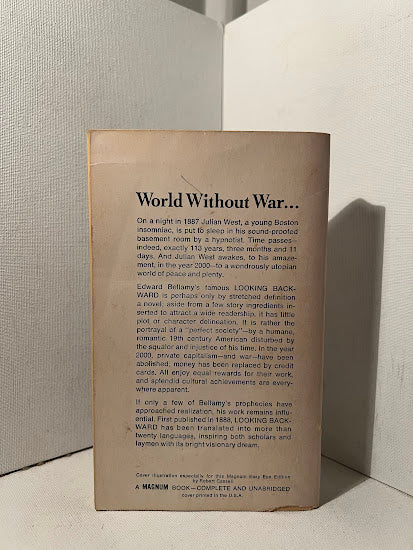 World Without War...
On a night in 1887 Julian West, a young Boston
insomniac, is put to sleep in his sound-proofed
basement room by a hypnotist. Time passes—
indeed, exactly 113 years, three months and 11
days. And Julian West awakes, to his amaze-
ment, in the year 2000—to a wondrously utopian
world of peace and plenty.
Edward Bellamy's famous LOOKING BACK-
WARD is perhaps only by stretched definition
a novel; aside from a few story ingredients in-
serted to attract a wide readership, it has little
plot or character delineation. It is rather the
portrayal of a "perfect society"—by a humane,
romantic 19th century American disturbed by
the squalor and injustice of his time. In the year
2000, private capitalism—and war—have been
abolished; money has been replaced by credit
cards. All enjoy equal rewards for their work,
and splendid cultural achievements are every-
where apparent.
If only a few of Bellamy's prophecies have
approached realization, his work remains influ-
ential. First published in 1888, LOOKING BACK-
WARD has been translated into more than
twenty languages, inspiring both scholars and
laymen with its bright visionary dream.
Cover illustration especially for this Magnum Easy Eye Edition
by Robert Cassell
A MAGNUM BOOK—COMPLETE AND UNABRIDGED
cover printed in the U.S.A.